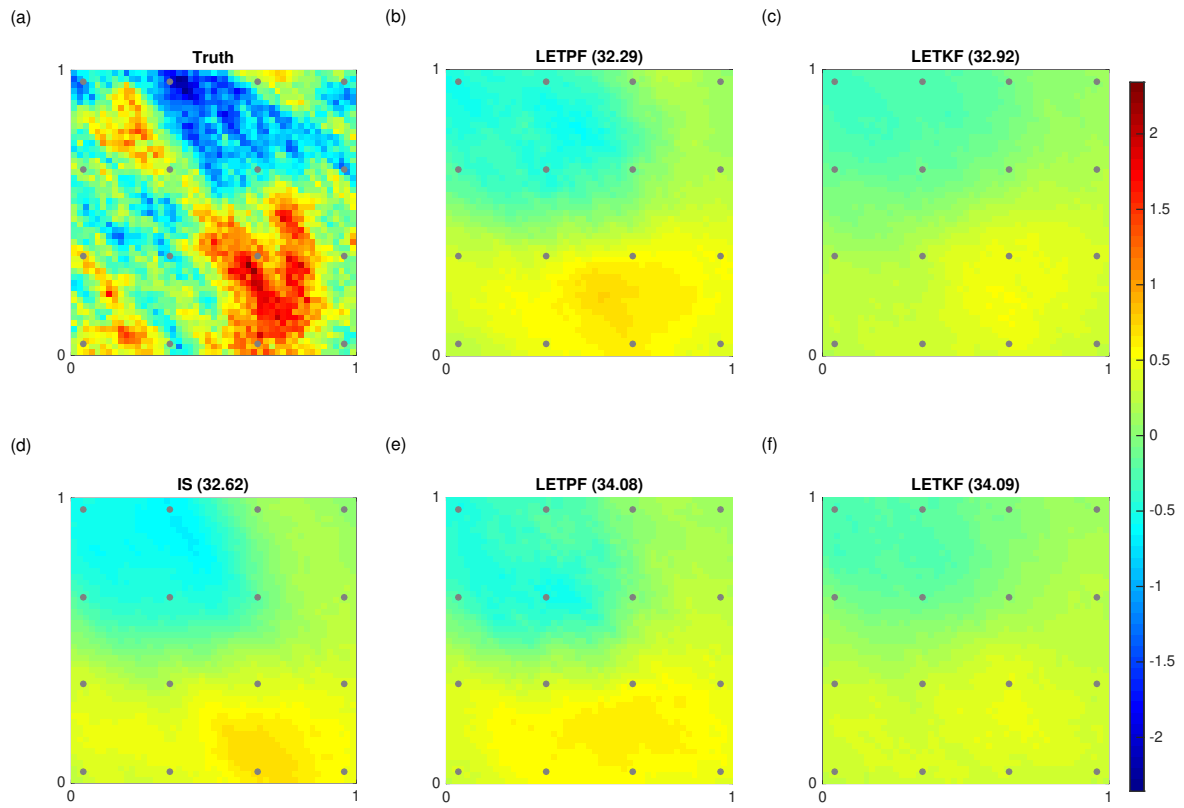 (a)
(b)
(c)
Truth
LETPF (32.29)
LETKF (32.92)
1
0
0
1
1
0
0
1
1
0
0
1
(d)
(e)
(f)
IS (32.62)
LETPF (34.08)
LETKF (34.09)
1
0
0
1
1
0
0
1
1
0
0
1
2
1.5
1
0.5
0
-0.5
-1
-1.5
-2